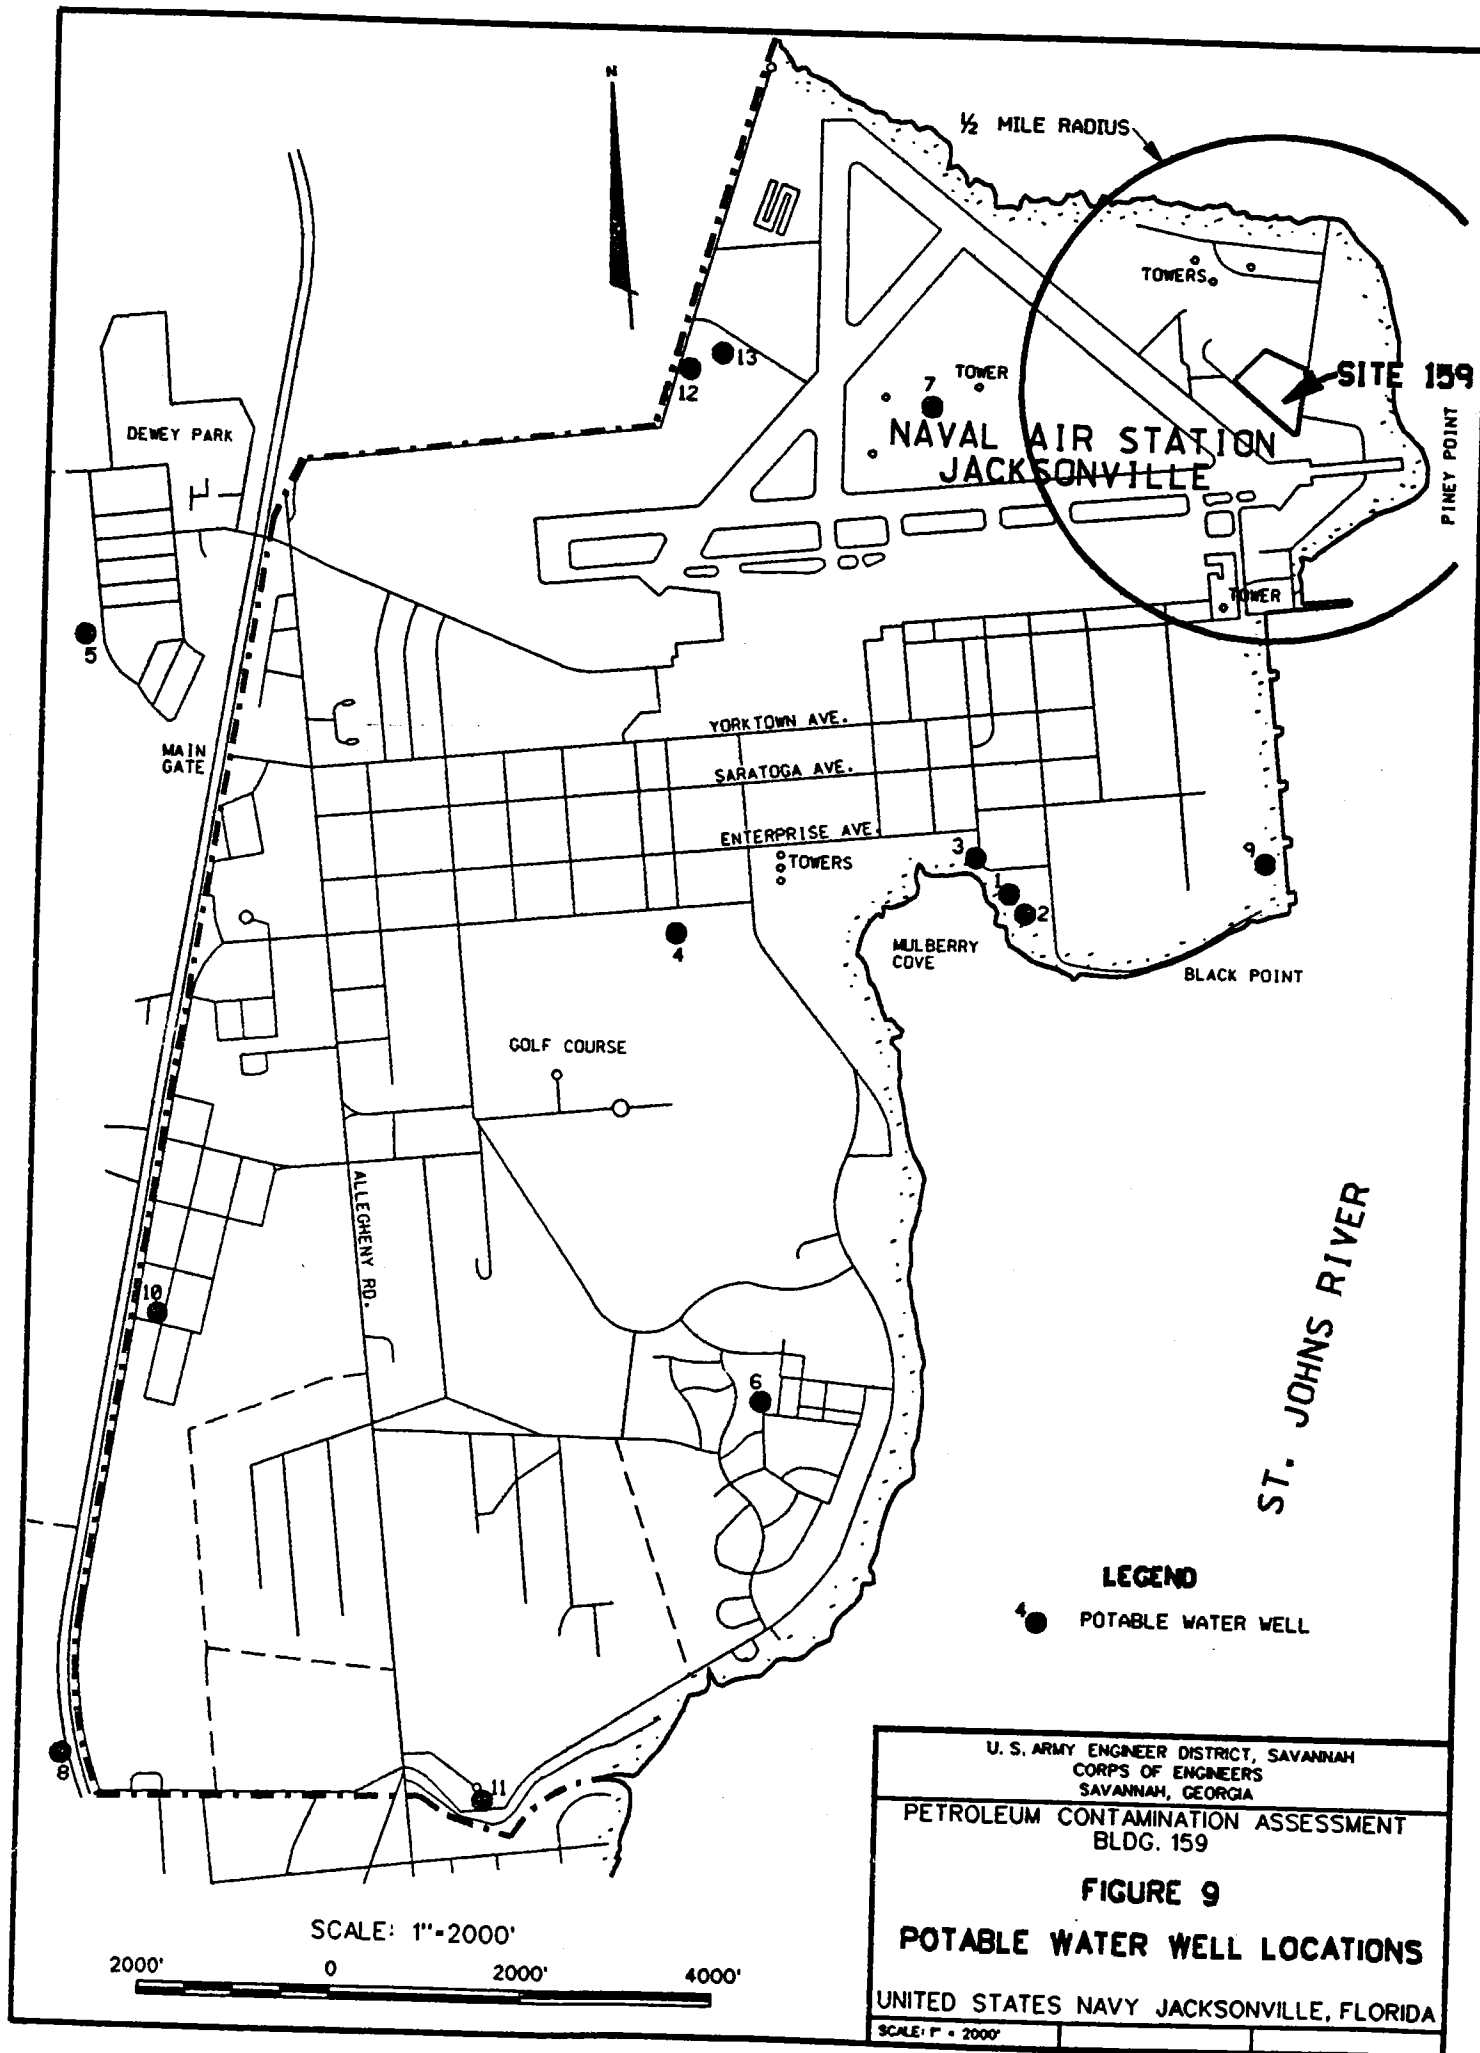 N
½ MILE RADIUS
TOWERS
SITE 159
13
12
7
TOWER
NAVAL AIR STATION
JACKSONVILLE
PINEY POINT
DEWEY PARK
TOWER
5
MAIN
GATE
YORKTOWN AVE.
SARATOGA AVE.
ENTERPRISE AVE.
TOWERS
3
1
2
9
4
MULBERRY
COVE
BLACK POINT
GOLF COURSE
ALLEGHENY RD.
10
6
ST. JOHNS RIVER
LEGEND
4
POTABLE WATER WELL
8
11
U. S. ARMY ENGINEER DISTRICT, SAVANNAH
CORPS OF ENGINEERS
SAVANNAH, GEORGIA
PETROLEUM CONTAMINATION ASSESSMENT
BLDG. 159
FIGURE 9
POTABLE WATER WELL LOCATIONS
UNITED STATES NAVY JACKSONVILLE, FLORIDA
SCALE: 1" = 2000'
SCALE: 1"=2000'
2000' 0 2000' 4000'